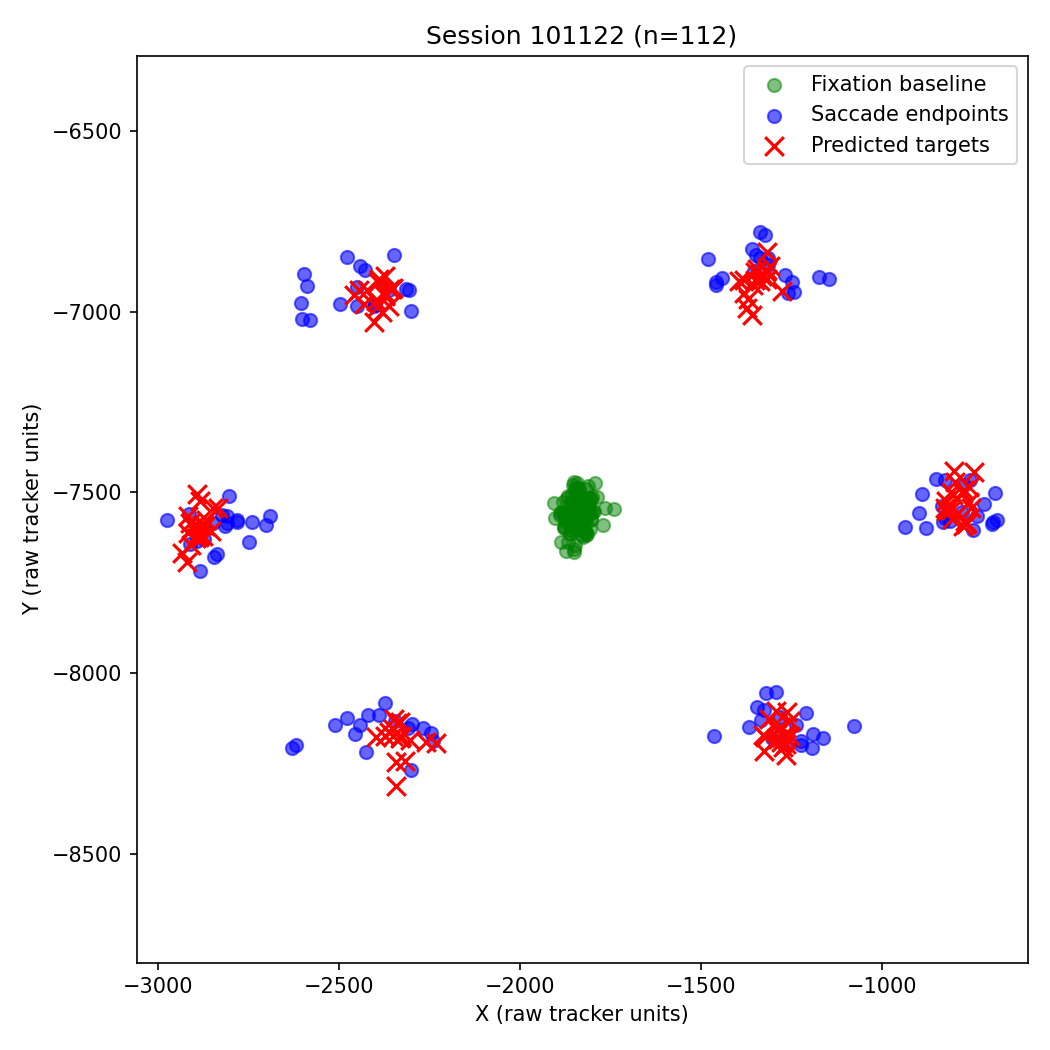 Session 101122 (n=112)
Fixation baseline
Saccade endpoints
Predicted targets
Y (raw tracker units)
−6500
−7000
−7500
−8000
−8500
−3000
−2500
−2000
−1500
−1000
X (raw tracker units)